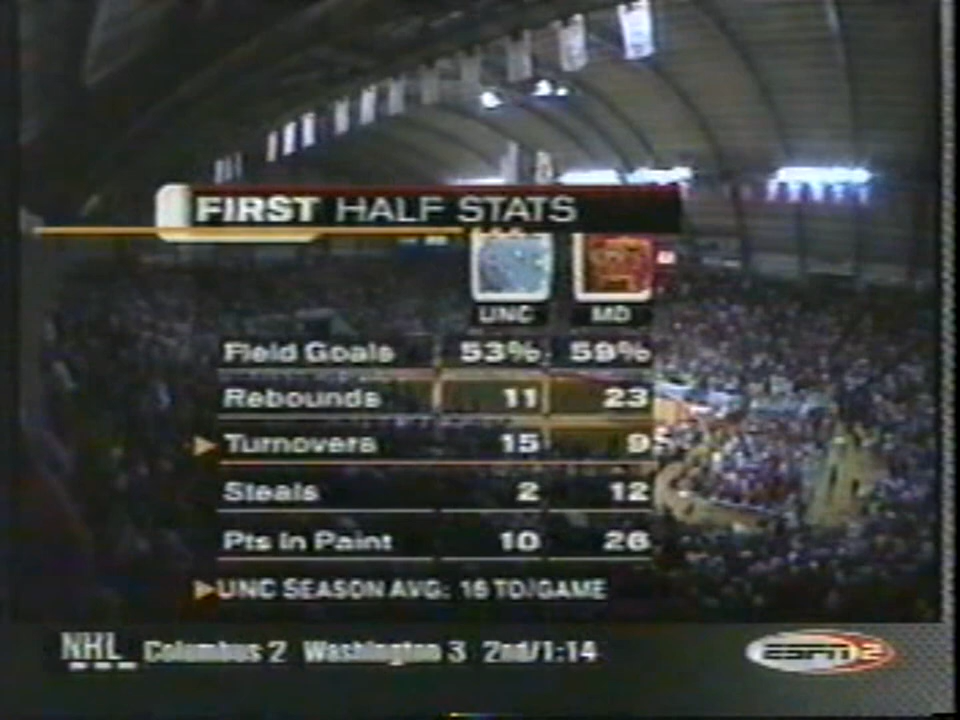 FIRST HALF STATS
UNC MD
Field Goals 53% 59%
Rebounds 11 23
▶ Turnovers 15 9
Steals 2 12
Pts In Paint 10 26
▶ UNC SEASON AVG: 16 TO/GAME
NHL Columbus 2 Washington 3 2nd/1:14 ESPN2